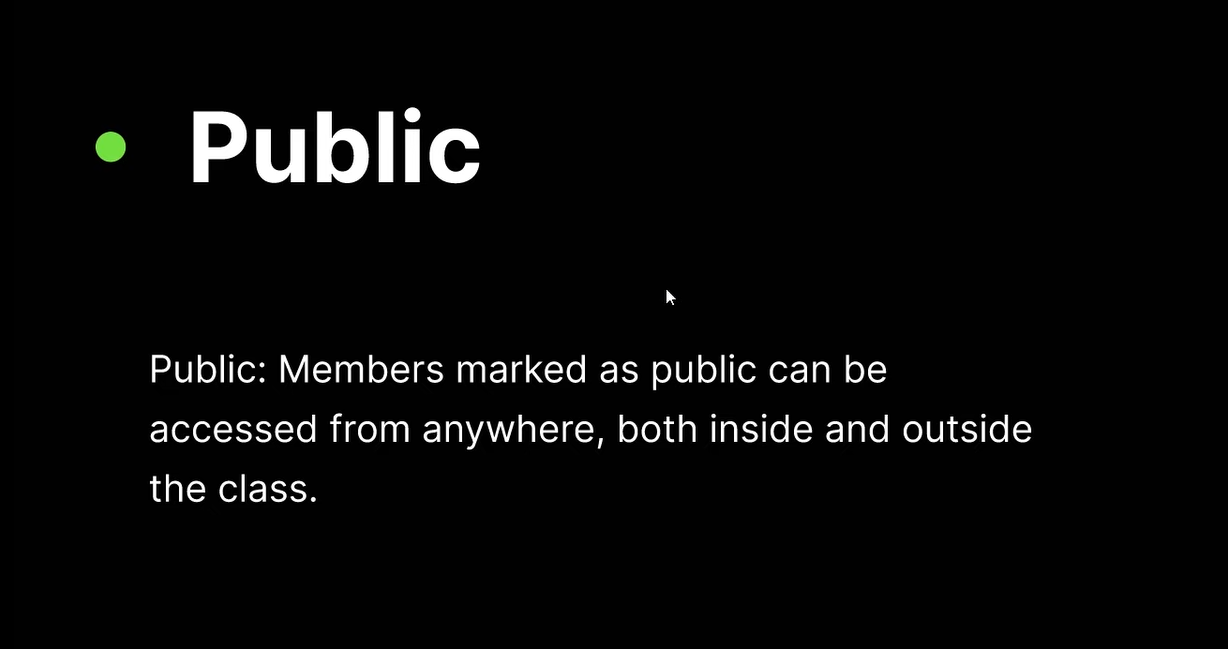 Public
Public: Members marked as public can be
accessed from anywhere, both inside and outside
the class.